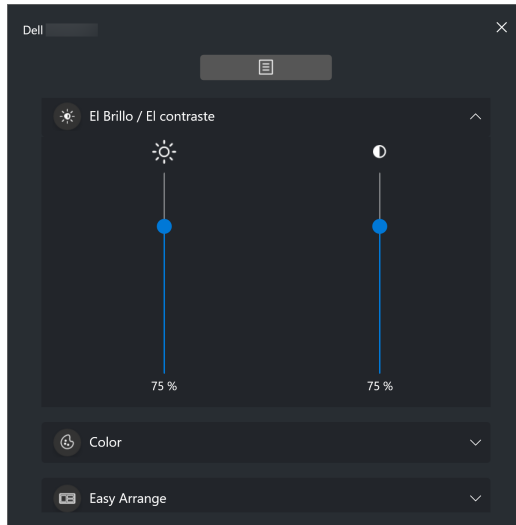 Dell
El Brillo / El contraste
75 %
75 %
Color
Easy Arrange